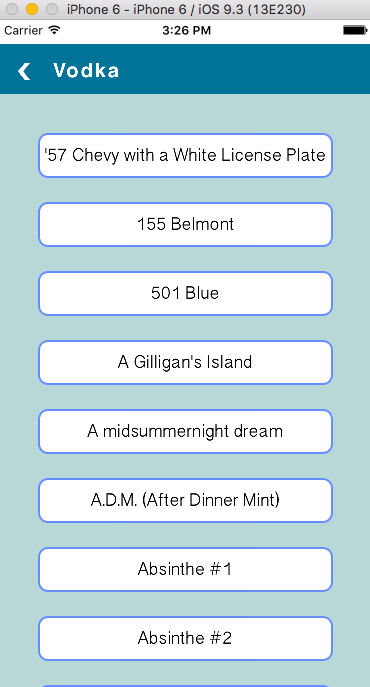 iPhone 6 - iPhone 6 / iOS 9.3 (13E230)
Carrier 3:26 PM
Vodka
'57 Chevy with a White License Plate
155 Belmont
501 Blue
A Gilligan's Island
A midsummernight dream
A.D.M. (After Dinner Mint)
Absinthe #1
Absinthe #2